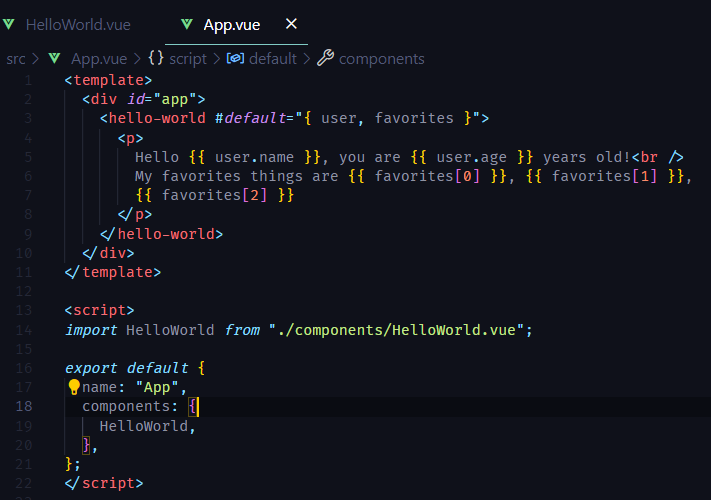 HelloWorld.vue App.vue ×
src > App.vue > {} script > default > components
1 <template>
2 <div id="app">
3 <hello-world #default="{ user, favorites }">
4 <p>
5 Hello {{ user.name }}, you are {{ user.age }} years old!<br />
6 My favorites things are {{ favorites[0] }}, {{ favorites[1] }},
7 {{ favorites[2] }}
8 </p>
9 </hello-world>
10 </div>
11 </template>
12
13 <script>
14 import HelloWorld from "./components/HelloWorld.vue";
15
16 export default {
17 name: "App",
18 components: {
19 HelloWorld,
20 },
21 };
22 </script>